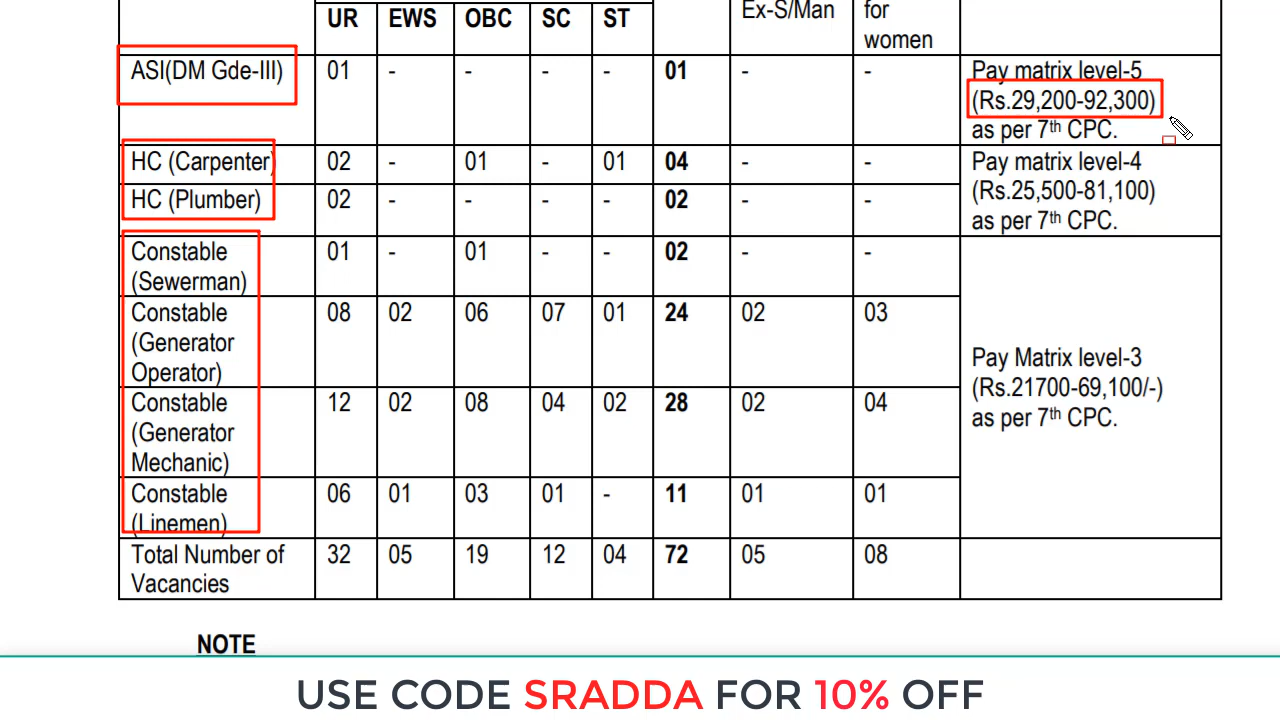 UR EWS OBC SC ST Ex-S/Man for
women
ASI(DM Gde-III) 01 - - - - 01 - - Pay matrix level-5
(Rs.29,200-92,300)
as per 7th CPC.
HC (Carpenter) 02 - 01 - 01 04 - - Pay matrix level-4
HC (Plumber) 02 - - - - 02 - - (Rs.25,500-81,100)
as per 7th CPC.
Constable 01 - 01 - - 02 - -
(Sewerman)
Constable 08 02 06 07 01 24 02 03
(Generator
Operator)
Pay Matrix level-3
(Rs.21700-69,100/-)
as per 7th CPC.
Constable 12 02 08 04 02 28 02 04
(Generator
Mechanic)
Constable 06 01 03 01 - 11 01 01
(Linemen)
Total Number of 32 05 19 12 04 72 05 08
Vacancies
NOTE
USE CODE SRADDA FOR 10% OFF